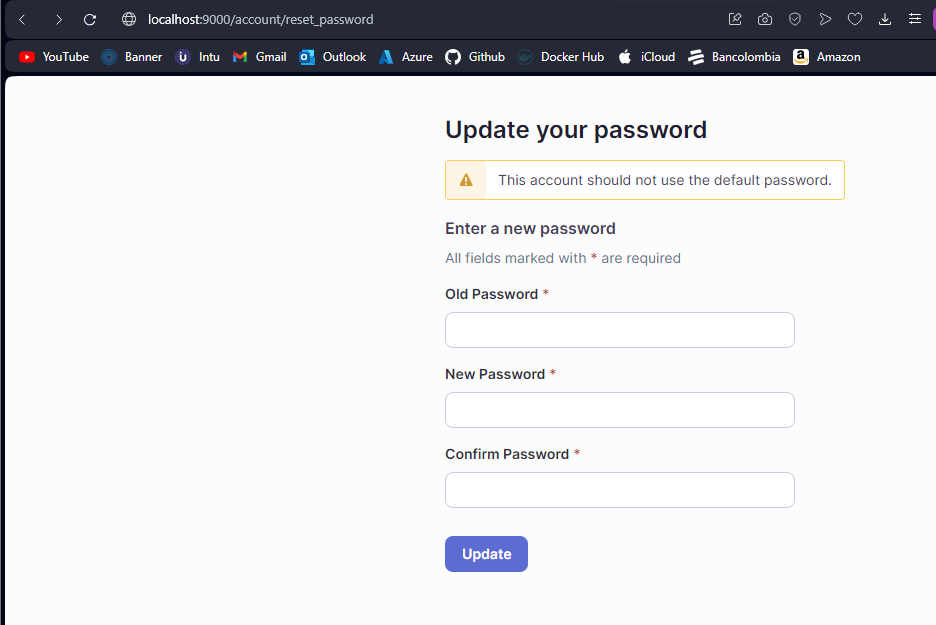 localhost:9000/account/reset_password
YouTube Banner Intu Gmail Outlook Azure Github Docker Hub iCloud Bancolombia Amazon
Update your password
This account should not use the default password.
Enter a new password
All fields marked with * are required
Old Password *
New Password *
Confirm Password *
Update